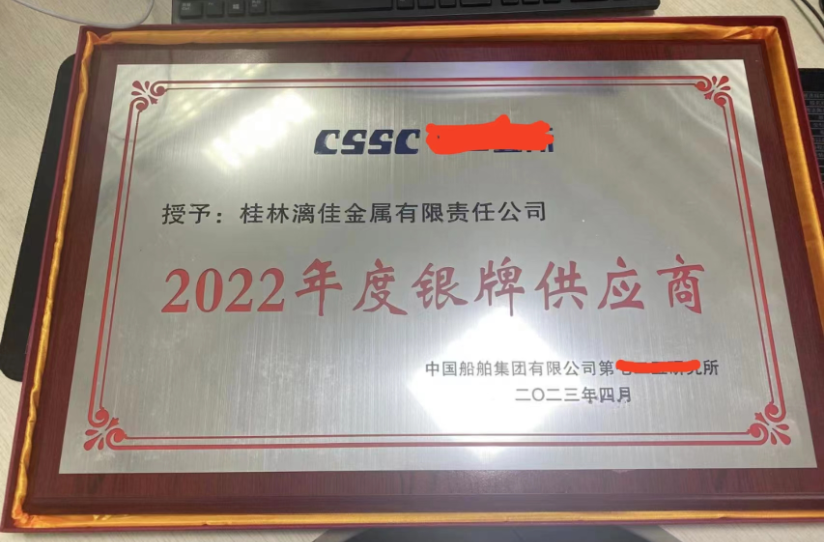 CSSC
授予：桂林漓佳金属有限责任公司
2022年度银牌供应商
中国船舶集团有限公司第 所
二〇二三年四月